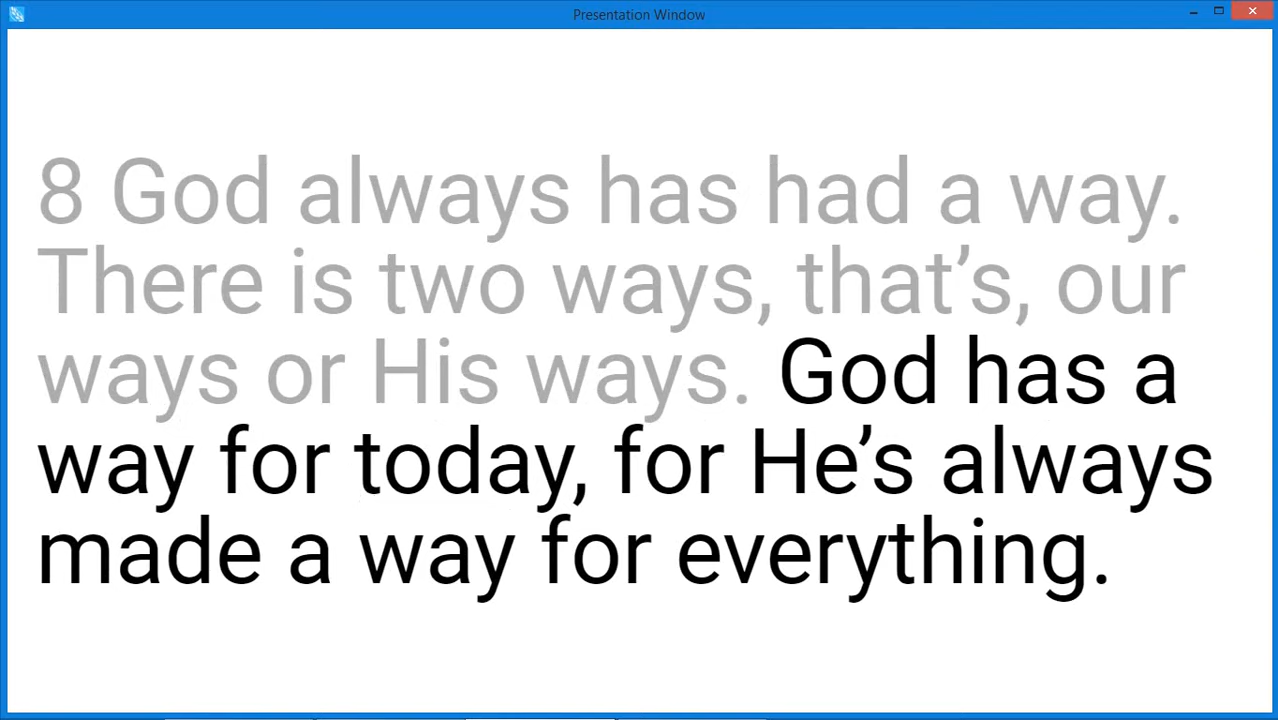 Presentation Window
8 God always has had a way.
There is two ways, that’s, our
ways or His ways. God has a
way for today, for He’s always
made a way for everything.